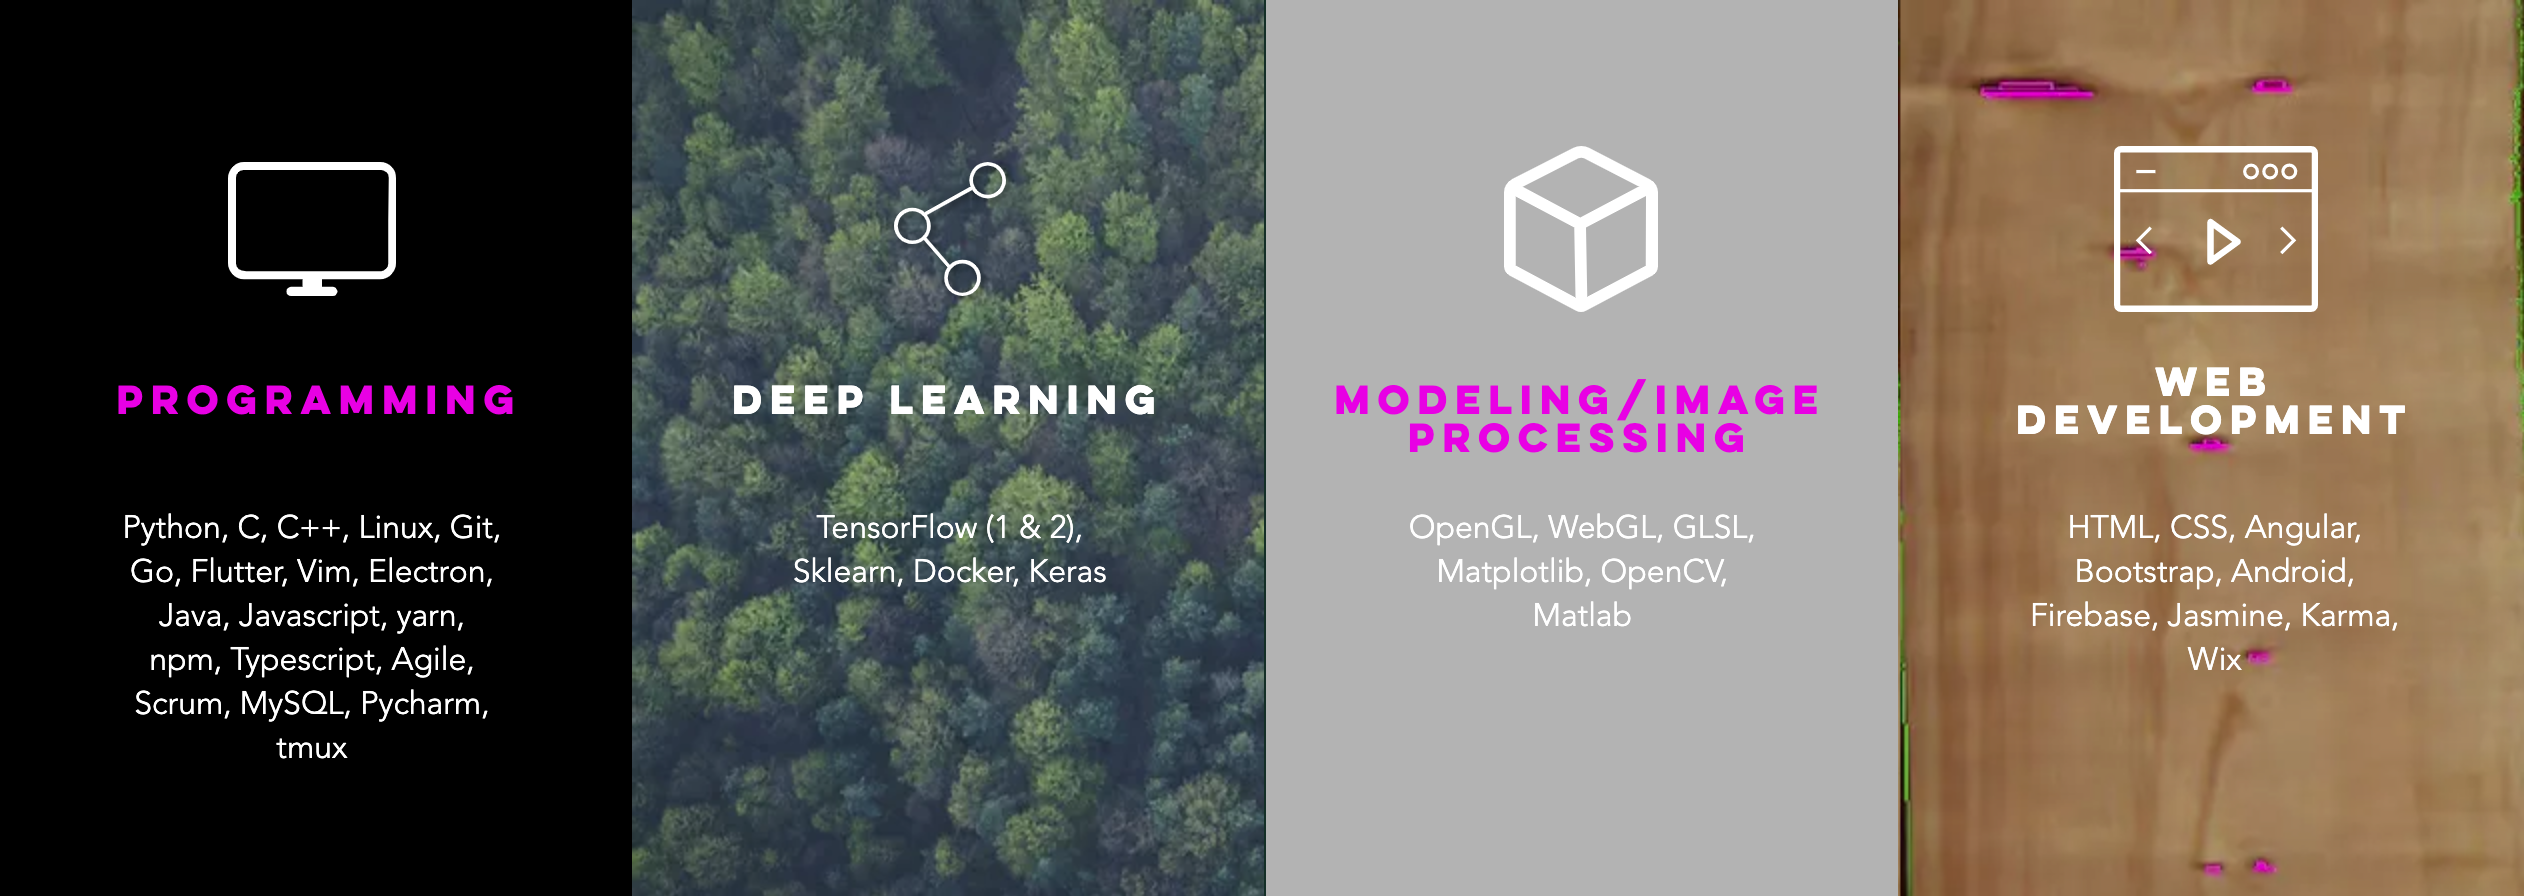 PROGRAMMING
Python, C, C++, Linux, Git,
Go, Flutter, Vim, Electron,
Java, Javascript, yarn,
npm, Typescript, Agile,
Scrum, MySQL, Pycharm,
tmux
DEEP LEARNING
TensorFlow (1 & 2),
Sklearn, Docker, Keras
MODELING/IMAGE
PROCESSING
OpenGL, WebGL, GLSL,
Matplotlib, OpenCV,
Matlab
WEB
DEVELOPMENT
HTML, CSS, Angular,
Bootstrap, Android,
Firebase, Jasmine, Karma,
Wix